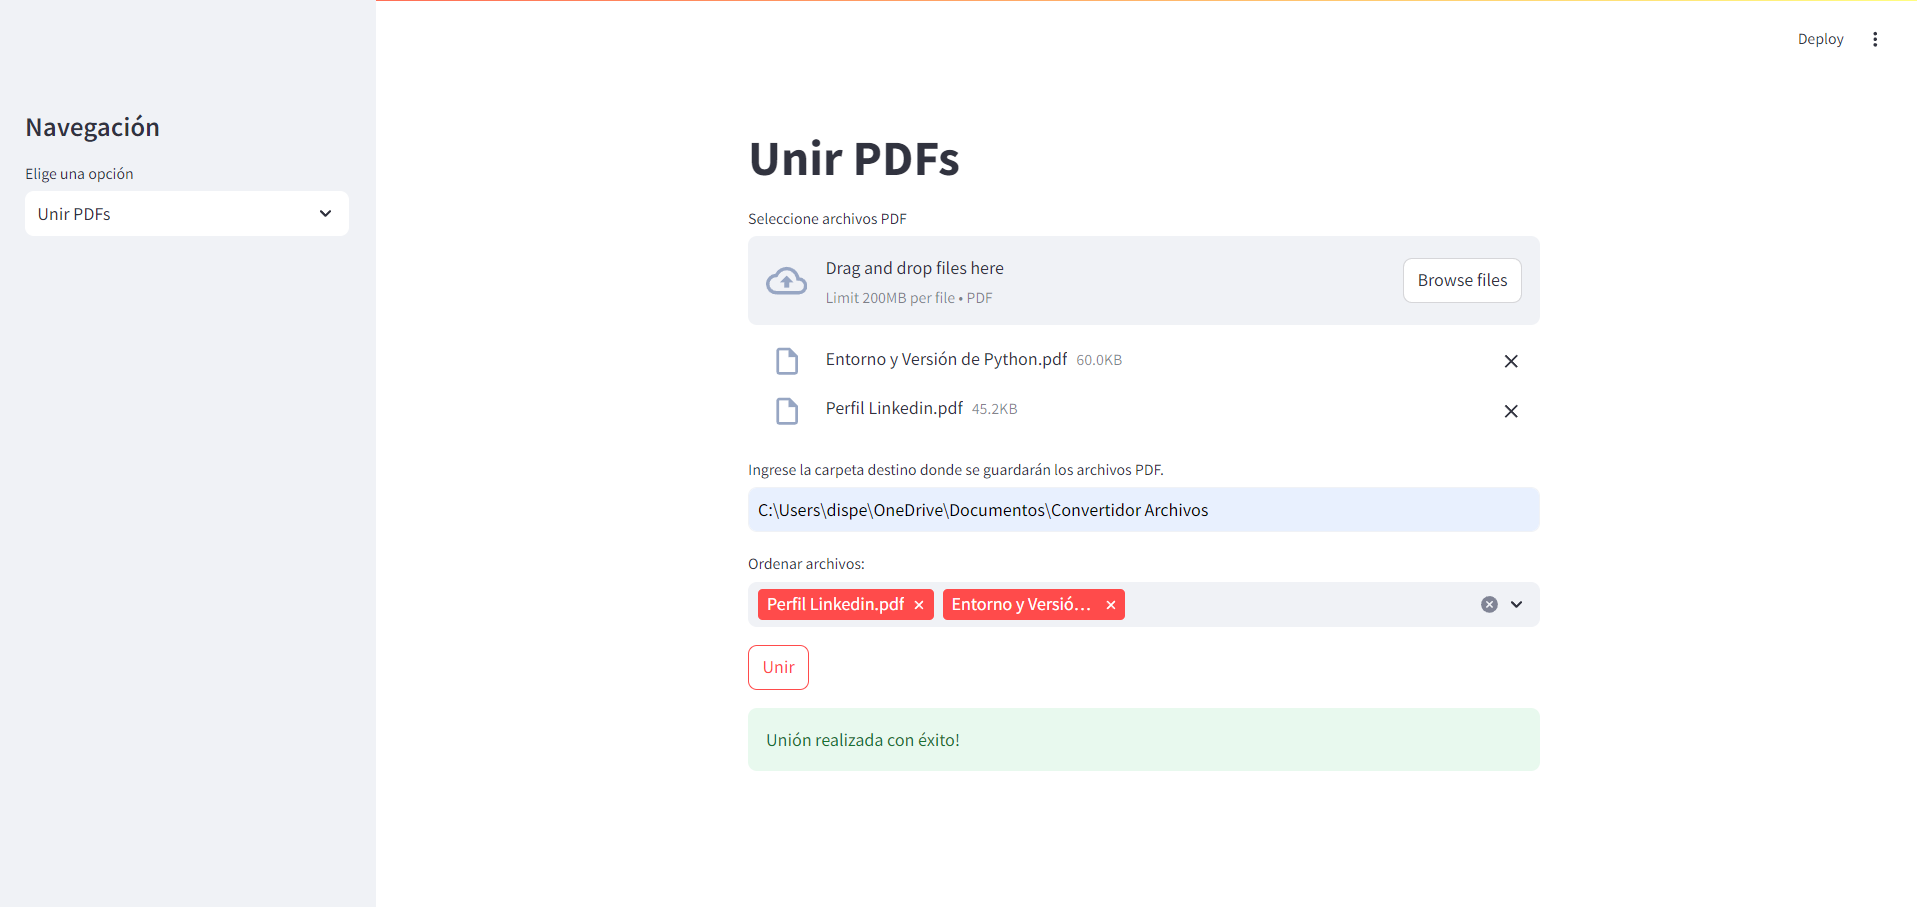 Deploy
Navegación
Elige una opción
Unir PDFs
Unir PDFs
Seleccione archivos PDF
Drag and drop files here
Limit 200MB per file • PDF
Browse files
Entorno y Versión de Python.pdf 60.0KB
Perfil Linkedin.pdf 45.2KB
Ingrese la carpeta destino donde se guardarán los archivos PDF.
C:\Users\dispe\OneDrive\Documentos\Convertidor Archivos
Ordenar archivos:
Perfil Linkedin.pdf Entorno y Versió...
Unir
Unión realizada con éxito!